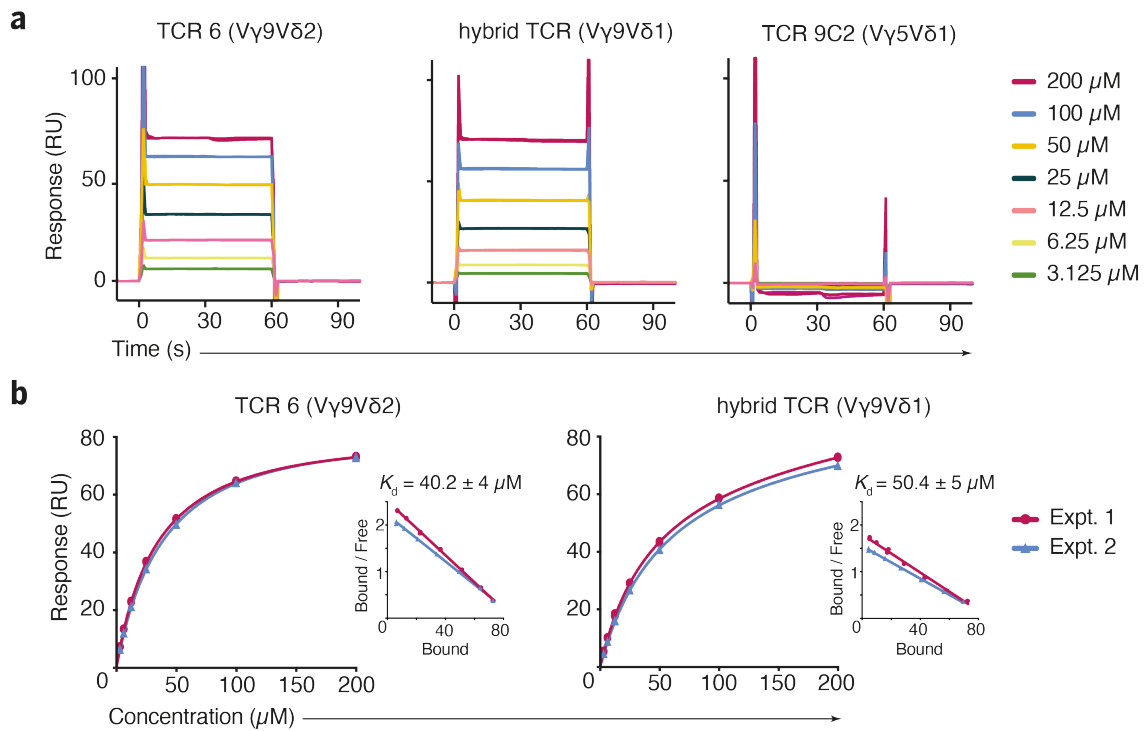 a
TCR 6 (Vγ9Vδ2)
hybrid TCR (Vγ9Vδ1)
TCR 9C2 (Vγ5Vδ1)
Response (RU)
100
50
0
0 30 60 90
0 30 60 90
0 30 60 90
Time (s)
200 µM
100 µM
50 µM
25 µM
12.5 µM
6.25 µM
3.125 µM
b
TCR 6 (Vγ9Vδ2)
hybrid TCR (Vγ9Vδ1)
Response (RU)
80
60
40
20
0 50 100 150 200
Kd = 40.2 ± 4 µM
Bound / Free
2
1
0 40 80
Bound
80
60
40
20
0 50 100 150 200
Kd = 50.4 ± 5 µM
Bound / Free
2
1
0 40 80
Bound
Expt. 1
Expt. 2
Concentration (µM)